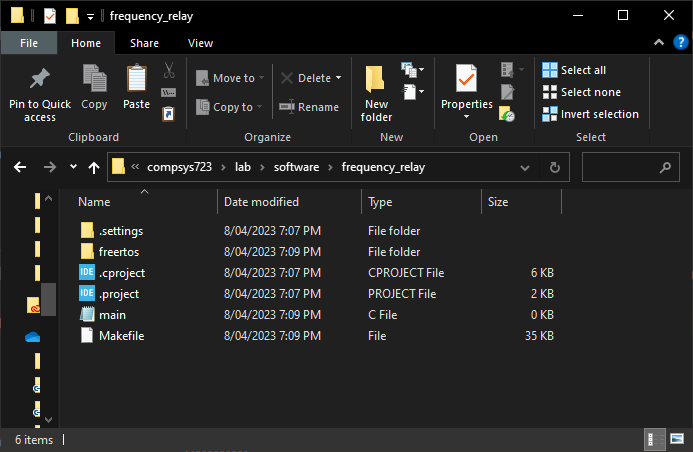 frequency_relay
File Home Share View
Pin to Quick access
Copy
Paste
Clipboard
Move to
Copy to
Delete
Rename
Organize
New folder
New
Properties
Open
Select all
Select none
Invert selection
Select
« compsys723 › lab › software › frequency_relay
Name Date modified Type Size
.settings 8/04/2023 7:07 PM File folder
freertos 8/04/2023 7:09 PM File folder
IDE .cproject 8/04/2023 7:07 PM CPROJECT File 6 KB
IDE .project 8/04/2023 7:07 PM PROJECT File 2 KB
main 8/04/2023 7:09 PM C File 0 KB
Makefile 8/04/2023 7:09 PM File 35 KB
6 items